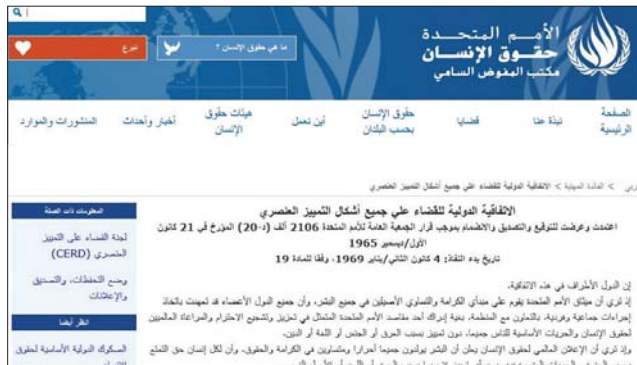 الأمم المتحدة
حقوق الإنسان
مكتب المفوض السامي
ما هي حقوق الإنسان ؟
تبرع
الصفحة الرئيسية
نبذة عنا
قضايا
حقوق الإنسان بحسب البلدان
أين نعمل
هيئات حقوق الإنسان
أخبار وأحداث
المنشورات والموارد
> الاتفاقية الدولية للقضاء علي جميع أشكال التمييز العنصري
الاتفاقية الدولية للقضاء علي جميع أشكال التمييز العنصري
اعتمدت وعرضت للتوقيع والتصديق والانضمام بموجب قرار الجمعية العامة للأمم المتحدة 2106 ألف (د-20) المؤرخ في 21 كانون
الأول/ديسمبر 1965
تاريخ بدء النفاذ: 4 كانون الثاني/يناير 1969، وفقا للمادة 19
إن الدول الأطراف في هذه الاتفاقية،
إذ تري أن ميثاق الأمم المتحدة يقوم علي مبدأي الكرامة والتساوي الأصيلين في جميع البشر، وأن جميع الدول الأعضاء قد تعهدت باتخاذ
إجراءات جماعية وفردية، بالتعاون مع المنظمة، بغية إدراك أحد مقاصد الأمم المتحدة المتمثل في تعزيز وتشجيع الاحترام والمراعاة العالميين
لحقوق الإنسان والحريات الأساسية للناس جميعا، دون تمييز بسبب العرق أو الجنس أو اللغة أو الدين،
وإذ تري أن الإعلان العالمي لحقوق الإنسان يعلن أن البشر يولدون جميعا أحرارا ومتساوين في الكرامة والحقوق، وأن لكل إنسان حق التمتع
المعلومات ذات الصلة
لجنة القضاء على التمييز
العنصري (CERD)
وضع التحفظات، والتصديق
والإعلانات
انظر أيضا
الصكوك الدولية الأساسية لحقوق